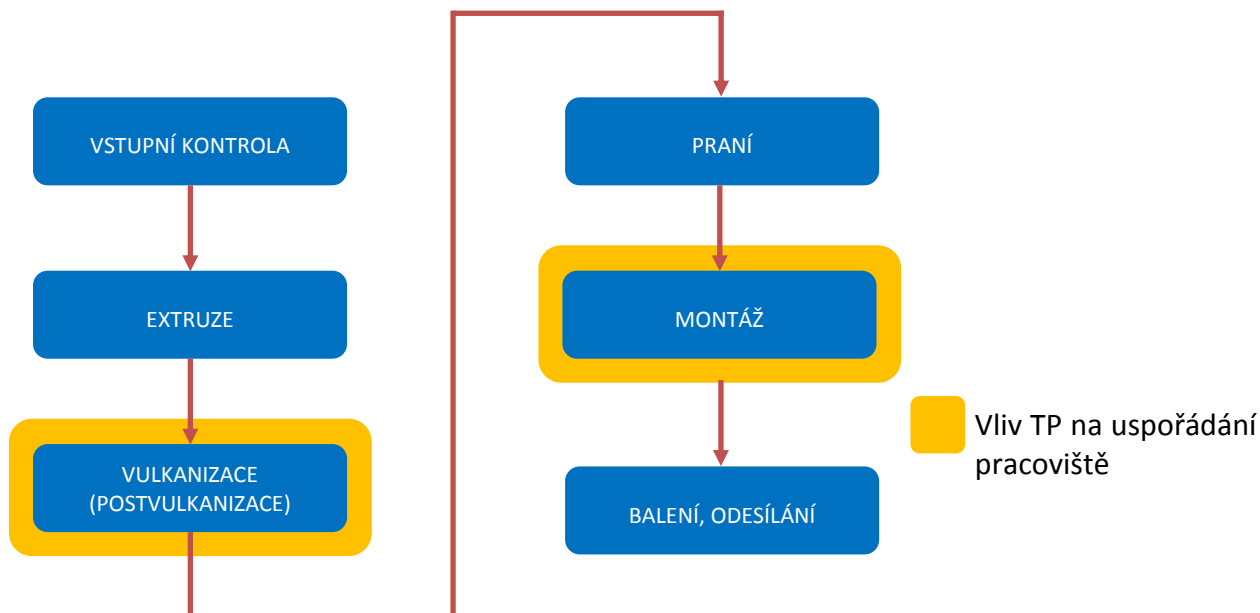 VSTUPNÍ KONTROLA
EXTRUZE
VULKANIZACE
(POSTVULKANIZACE)
PRANÍ
MONTÁŽ
BALENÍ, ODESÍLÁNÍ
Vliv TP na uspořádání
pracoviště